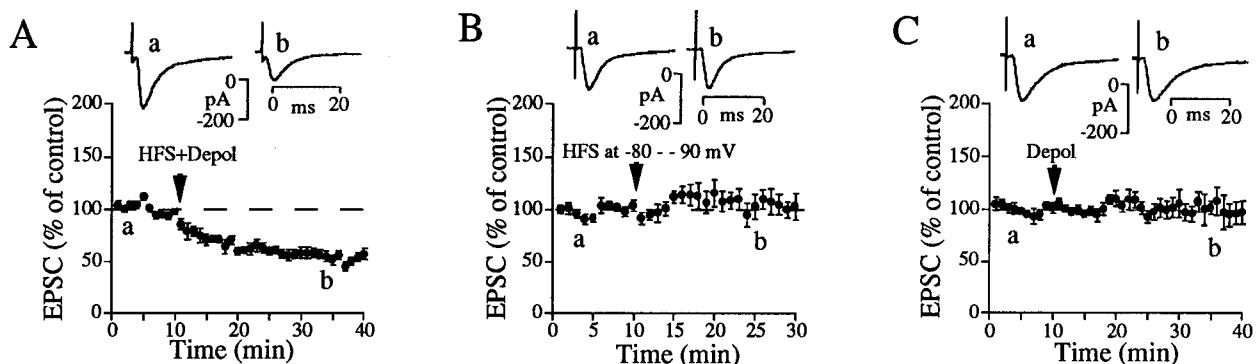 A
a
b
0
pA
-200
0 ms 20
EPSC (% of control)
200
150
100
50
0
HFS+Depol
a
b
0 10 20 30 40
Time (min)
B
a
b
0
pA
-200
0 ms 20
EPSC (% of control)
200
150
100
50
0
HFS at -80 - - 90 mV
a
b
0 5 10 15 20 25 30
Time (min)
C
a
b
0
pA
-200
0 ms 20
EPSC (% of control)
200
150
100
50
0
Depol
a
b
0 10 20 30 40
Time (min)